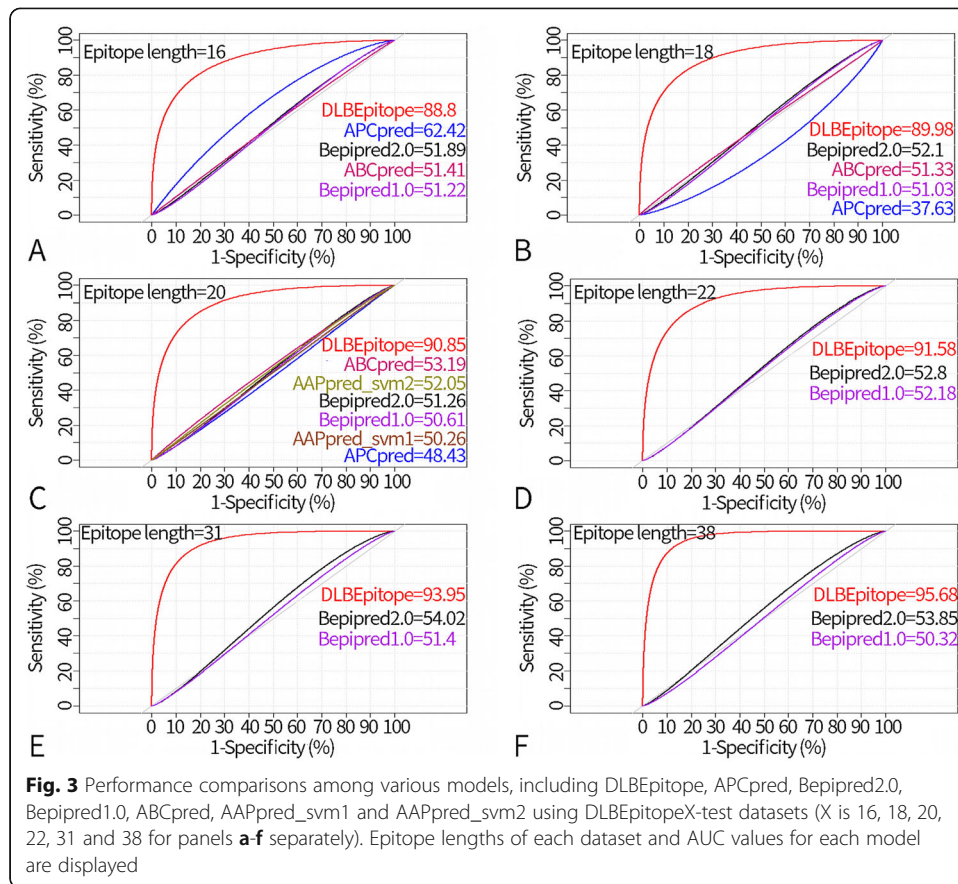 Epitope length=16
DLBEpitope=88.8
APCpred=62.42
Bepipred2.0=51.89
ABCpred=51.41
Bepipred1.0=51.22
Sensitivity (%)
100
80
60
40
20
0
0 10 20 30 40 50 60 70 80 90 100
1-Specificity (%)
A
Epitope length=18
DLBEpitope=89.98
Bepipred2.0=52.1
ABCpred=51.33
Bepipred1.0=51.03
APCpred=37.63
Sensitivity (%)
100
80
60
40
20
0
0 10 20 30 40 50 60 70 80 90 100
1-Specificity (%)
B
Epitope length=20
DLBEpitope=90.85
ABCpred=53.19
AAPpred_svm2=52.05
Bepipred2.0=51.26
Bepipred1.0=50.61
AAPpred_svm1=50.26
APCpred=48.43
Sensitivity (%)
100
80
60
40
20
0
0 10 20 30 40 50 60 70 80 90 100
1-Specificity (%)
C
Epitope length=22
DLBEpitope=91.58
Bepipred2.0=52.8
Bepipred1.0=52.18
Sensitivity (%)
100
80
60
40
20
0
0 10 20 30 40 50 60 70 80 90 100
1-Specificity (%)
D
Epitope length=31
DLBEpitope=93.95
Bepipred2.0=54.02
Bepipred1.0=51.4
Sensitivity (%)
100
80
60
40
20
0
0 10 20 30 40 50 60 70 80 90 100
1-Specificity (%)
E
Epitope length=38
DLBEpitope=95.68
Bepipred2.0=53.85
Bepipred1.0=50.32
Sensitivity (%)
100
80
60
40
20
0
0 10 20 30 40 50 60 70 80 90 100
1-Specificity (%)
F
Fig. 3 Performance comparisons among various models, including DLBEpitope, APCpred, Bepipred2.0,
Bepipred1.0, ABCpred, AAPpred_svm1 and AAPpred_svm2 using DLBEpitopeX-test datasets (X is 16, 18, 20,
22, 31 and 38 for panels a-f separately). Epitope lengths of each dataset and AUC values for each model
are displayed